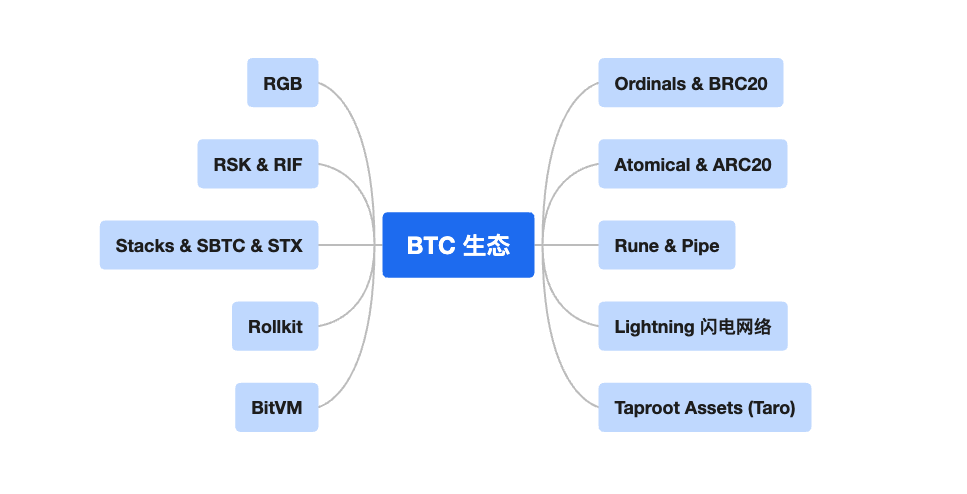 RGB
RSK & RIF
Stacks & SBTC & STX
Rollkit
BitVM
BTC 生态
Ordinals & BRC20
Atomical & ARC20
Rune & Pipe
Lightning 闪电网络
Taproot Assets (Taro)